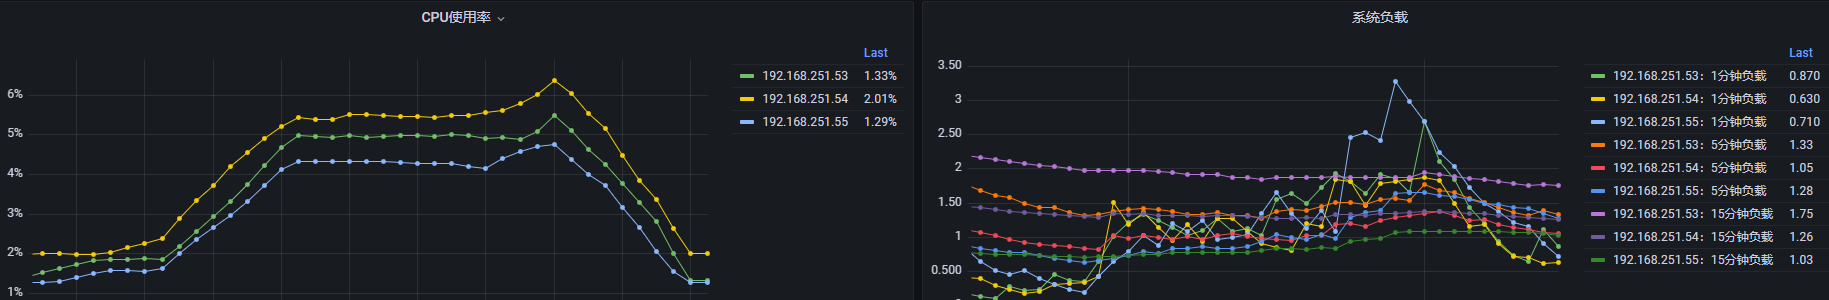 CPU使用率
Last
192.168.251.53 1.33%
192.168.251.54 2.01%
192.168.251.55 1.29%
6%
5%
4%
3%
2%
1%
系统负载
Last
192.168.251.53：1分钟负载 0.870
192.168.251.54：1分钟负载 0.630
192.168.251.55：1分钟负载 0.710
192.168.251.53：5分钟负载 1.33
192.168.251.54：5分钟负载 1.05
192.168.251.55：5分钟负载 1.28
192.168.251.53：15分钟负载 1.75
192.168.251.54：15分钟负载 1.26
192.168.251.55：15分钟负载 1.03
3.50
3
2.50
2
1.50
1
0.500